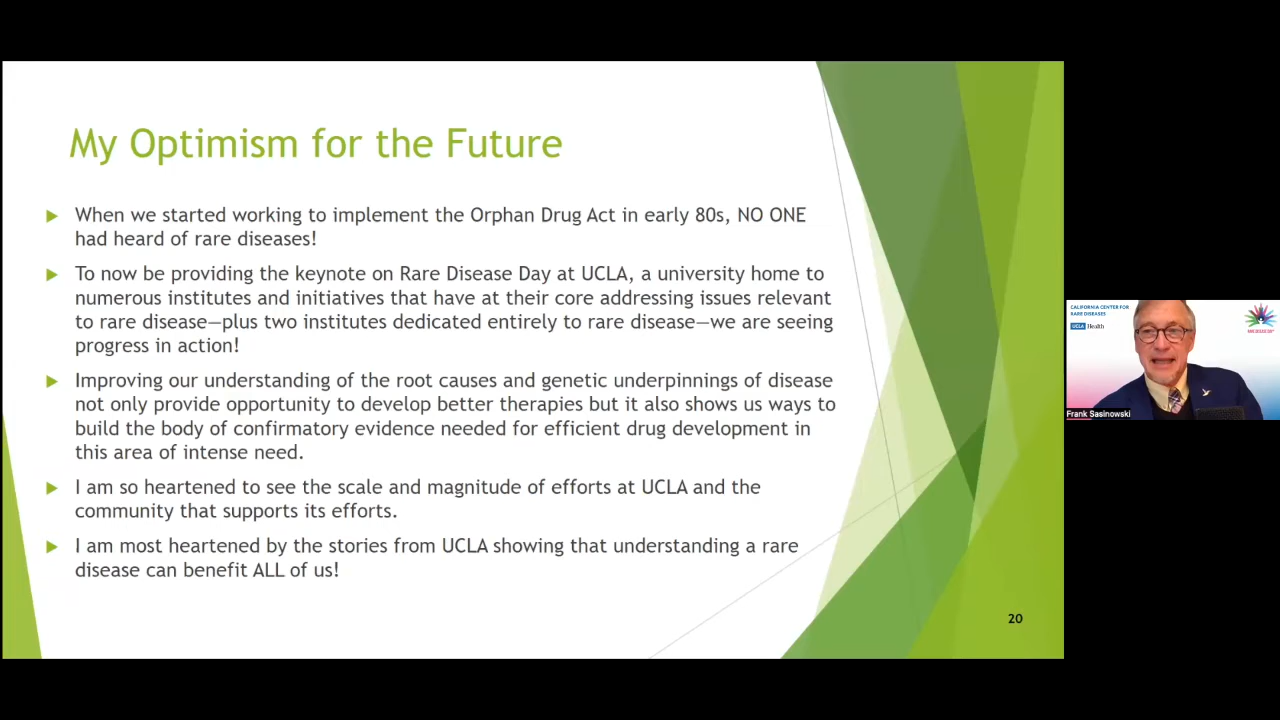 My Optimism for the Future
When we started working to implement the Orphan Drug Act in early 80s, NO ONE
had heard of rare diseases!
To now be providing the keynote on Rare Disease Day at UCLA, a university home to
numerous institutes and initiatives that have at their core addressing issues relevant
to rare disease—plus two institutes dedicated entirely to rare disease—we are seeing
progress in action!
Improving our understanding of the root causes and genetic underpinnings of disease
not only provide opportunity to develop better therapies but it also shows us ways to
build the body of confirmatory evidence needed for efficient drug development in
this area of intense need.
I am so heartened to see the scale and magnitude of efforts at UCLA and the
community that supports its efforts.
I am most heartened by the stories from UCLA showing that understanding a rare
disease can benefit ALL of us!
20
CALIFORNIA CENTER FOR
RARE DISEASES
UCLA Health
RARE DISEASE DAY
Frank Sasinowski